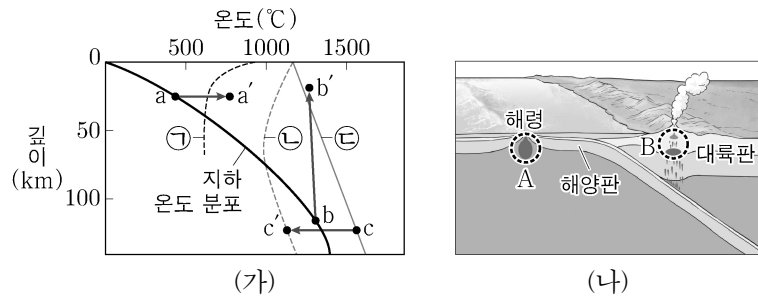 온도(℃)
0 500 1000 1500
a a′ b′
50 ㉠ ㉡ ㉢
깊이
(km)
지하
온도 분포
100
b
c′ c
(가)
해령
B
대륙판
A
해양판
(나)